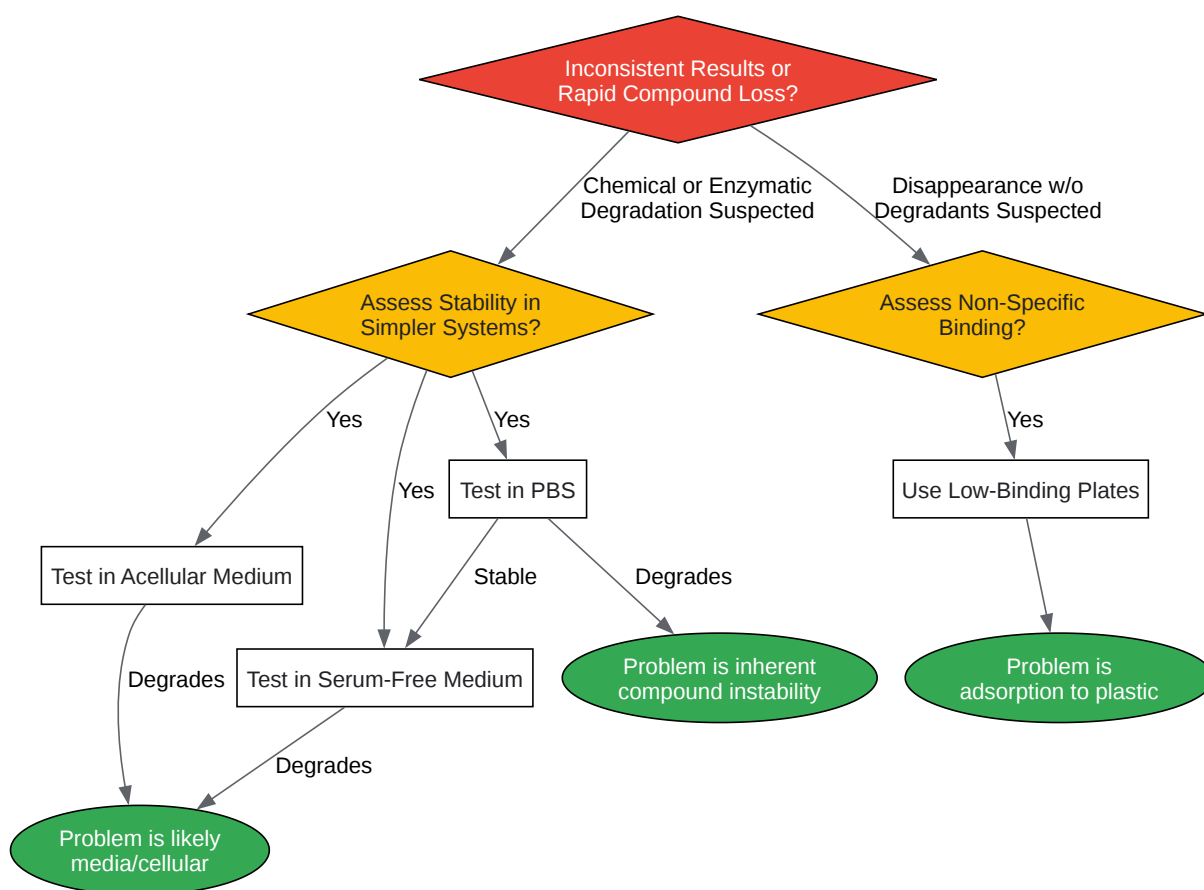 Inconsistent Results or
Rapid Compound Loss?
Chemical or Enzymatic
Degradation Suspected
Disappearance w/o
Degradants Suspected
Assess Stability in
Simpler Systems?
Assess Non-Specific
Binding?
Yes
Yes
Yes
Yes
Test in PBS
Use Low-Binding Plates
Test in Acellular Medium
Stable
Degrades
Degrades
Test in Serum-Free Medium
Problem is inherent
compound instability
Problem is
adsorption to plastic
Degrades
Problem is likely
media/cellular